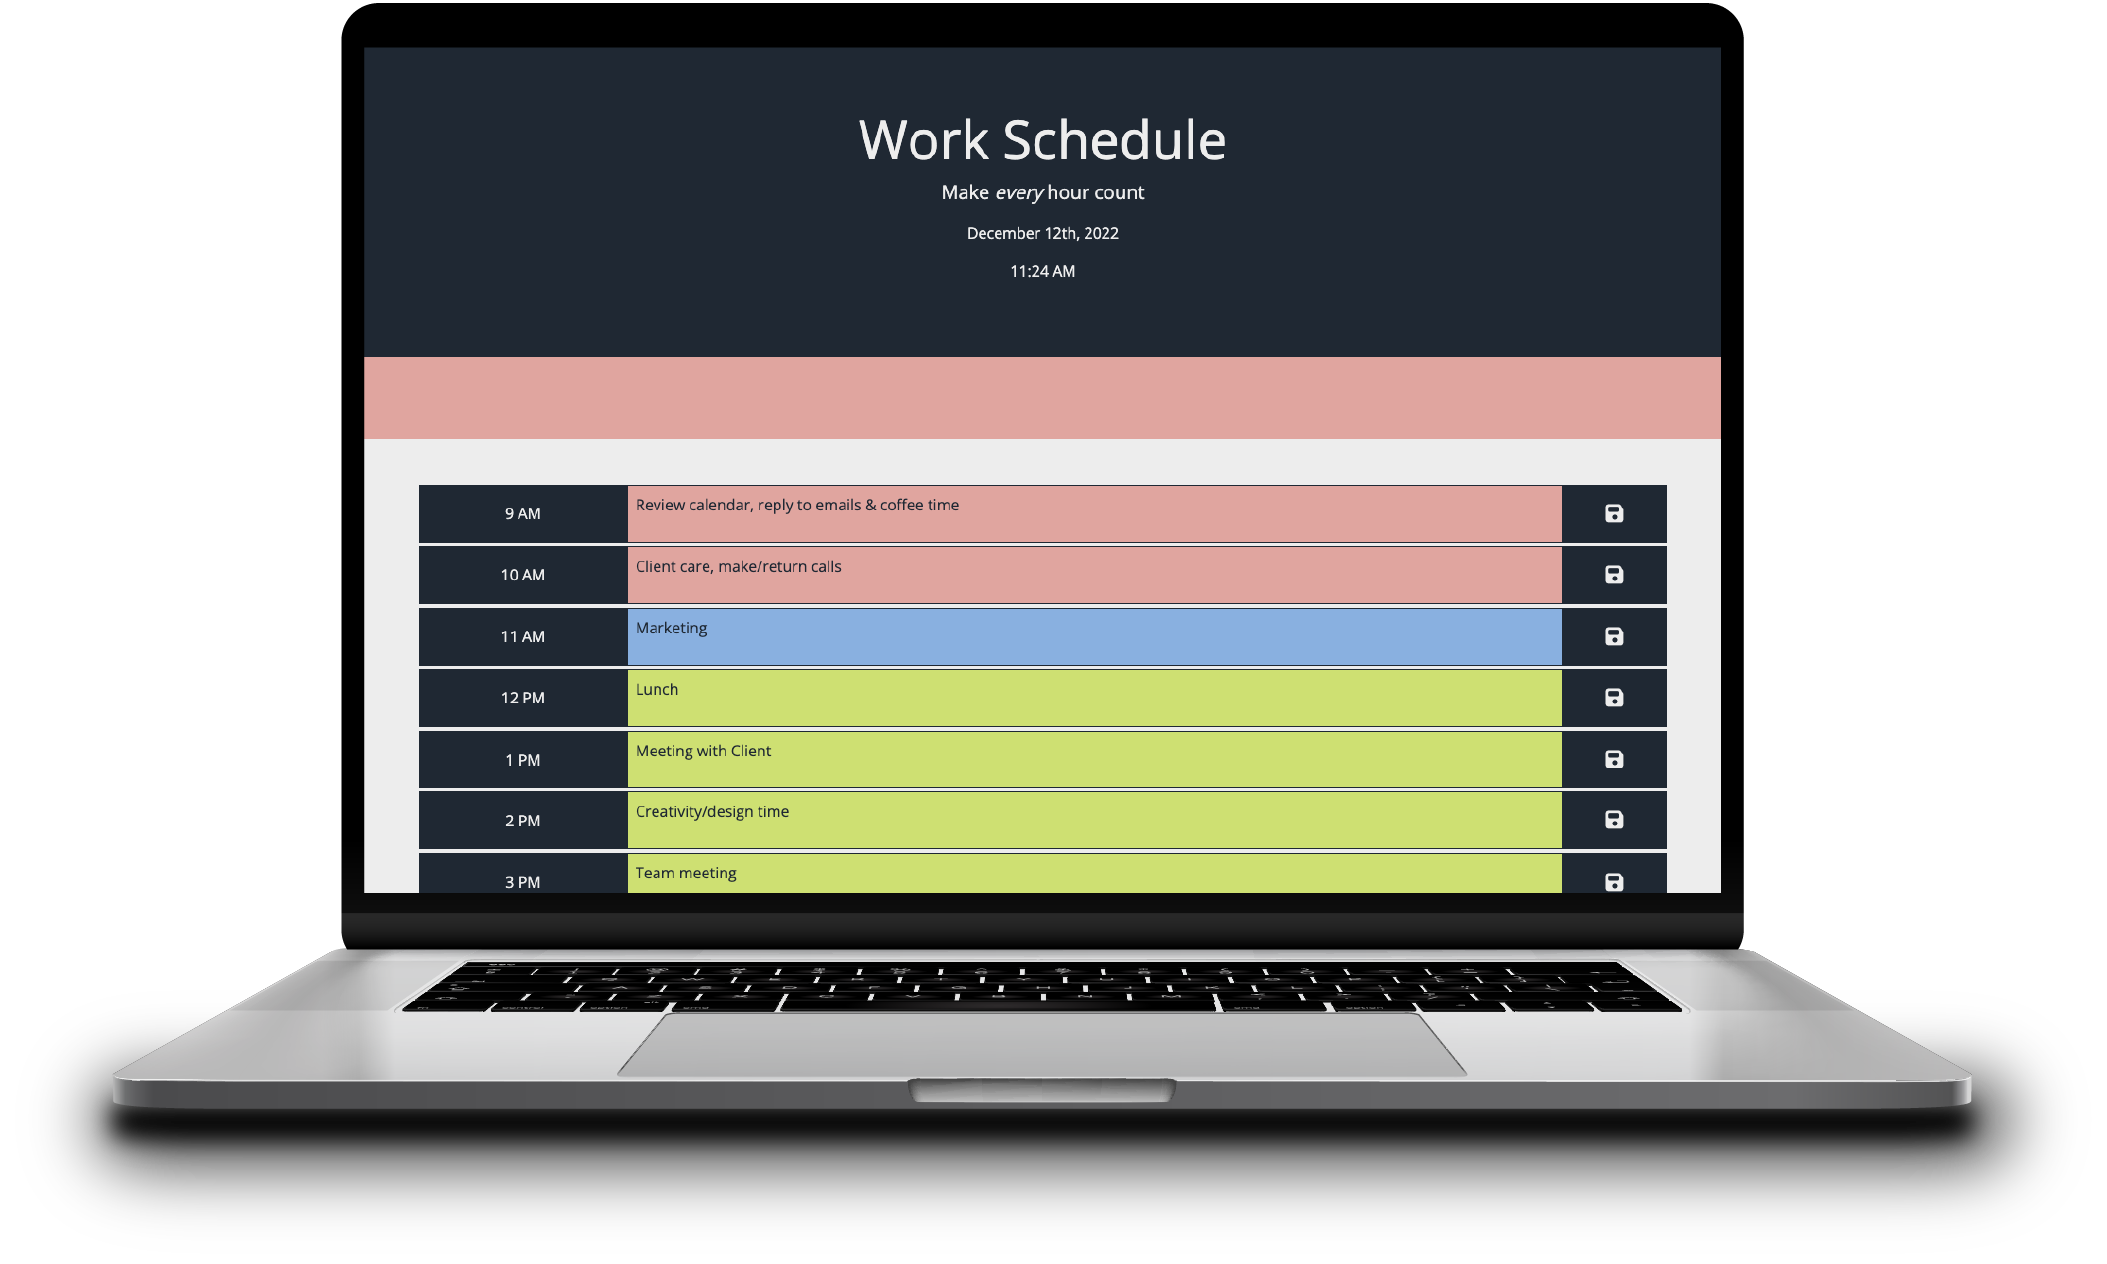 Work Schedule
Make every hour count
December 12th, 2022
11:24 AM
9 AM Review calendar, reply to emails & coffee time
10 AM Client care, make/return calls
11 AM Marketing
12 PM Lunch
1 PM Meeting with Client
2 PM Creativity/design time
3 PM Team meeting